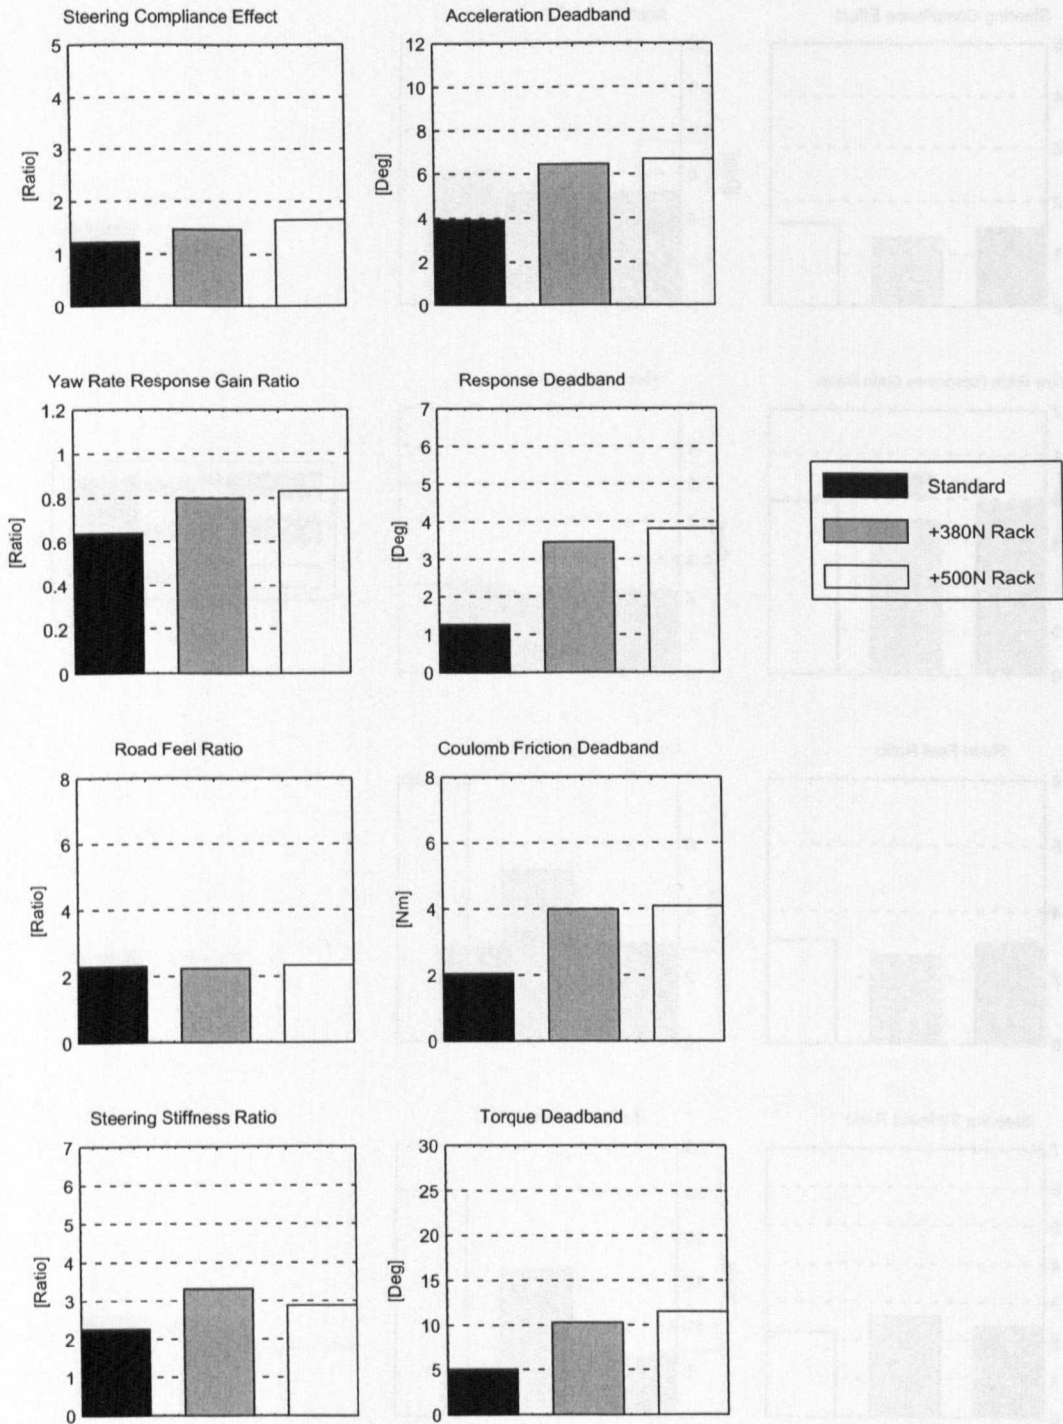 Steering Compliance Effect
5
4
3
2
1
0
[Ratio]
Acceleration Deadband
12
10
8
6
4
2
0
[Deg]
Yaw Rate Response Gain Ratio
1.2
1
0.8
0.6
0.4
0.2
0
[Ratio]
Response Deadband
7
6
5
4
3
2
1
0
[Deg]
Standard
+380N Rack
+500N Rack
Road Feel Ratio
8
6
4
2
0
[Ratio]
Coulomb Friction Deadband
8
6
4
2
0
[Nm]
Steering Stiffness Ratio
7
6
5
4
3
2
1
0
[Ratio]
Torque Deadband
30
25
20
15
10
5
0
[Deg]